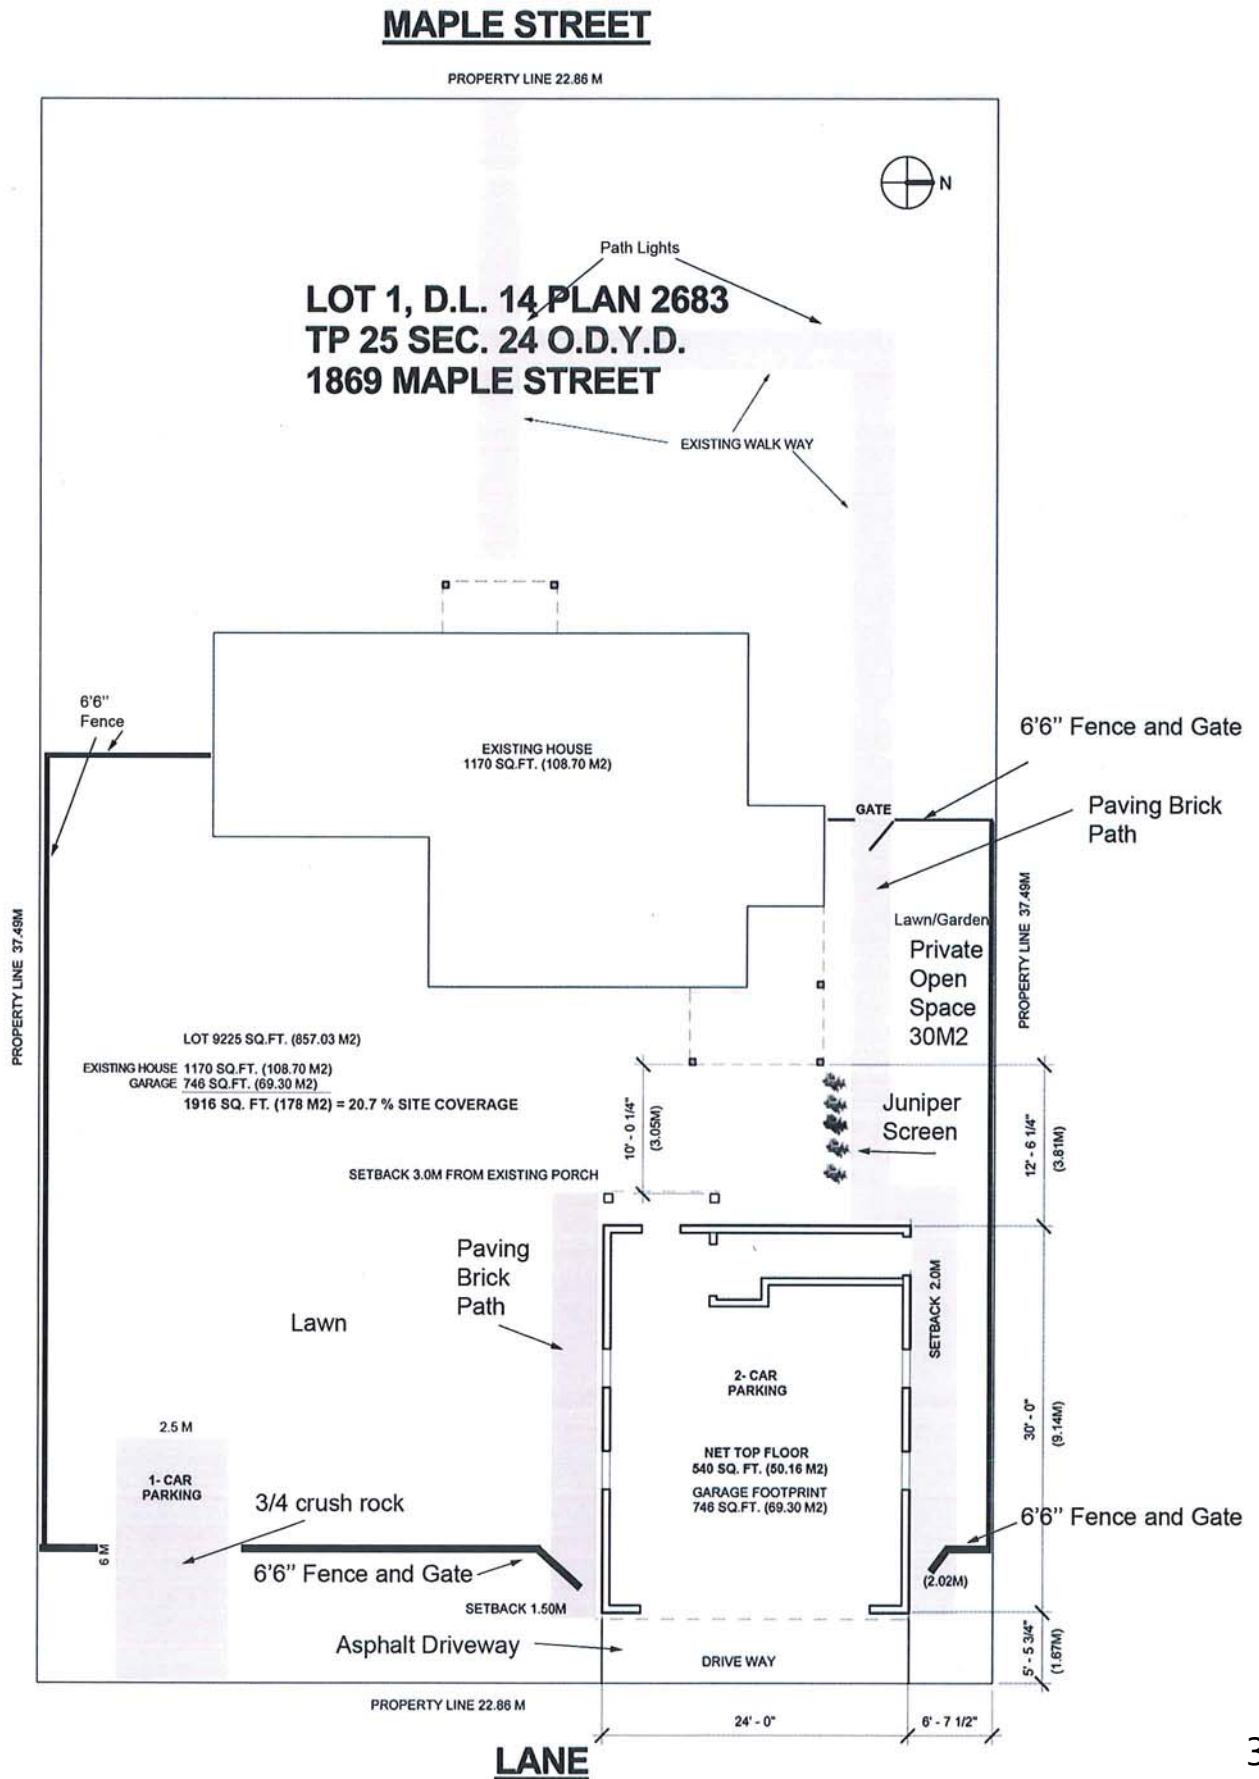 MAPLE STREET
PROPERTY LINE 22.86 M
N
Path Lights
LOT 1, D.L. 14 PLAN 2683
TP 25 SEC. 24 O.D.Y.D.
1869 MAPLE STREET
EXISTING WALK WAY
6'6"
Fence
EXISTING HOUSE
1170 SQ.FT. (108.70 M2)
6'6" Fence and Gate
GATE
Paving Brick
Path
PROPERTY LINE 37.49M
PROPERTY LINE 37.49M
Lawn/Garden
Private
Open
Space
30M2
LOT 9225 SQ.FT. (857.03 M2)
EXISTING HOUSE 1170 SQ.FT. (108.70 M2)
GARAGE 746 SQ.FT. (69.30 M2)
1916 SQ. FT. (178 M2) = 20.7 % SITE COVERAGE
10' - 0 1/4"
(3.05M)
Juniper
Screen
12' - 6 1/4"
(3.81M)
SETBACK 3.0M FROM EXISTING PORCH
Paving
Brick
Path
Lawn
SETBACK 2.0M
2- CAR
PARKING
30' - 0"
(9.14M)
2.5 M
1- CAR
PARKING
NET TOP FLOOR
540 SQ. FT. (50.16 M2)
GARAGE FOOTPRINT
746 SQ.FT. (69.30 M2)
3/4 crush rock
6'6" Fence and Gate
6 M
6'6" Fence and Gate
(2.02M)
SETBACK 1.50M
Asphalt Driveway
DRIVE WAY
5' - 5 3/4"
(1.67M)
PROPERTY LINE 22.86 M
24' - 0"
6' - 7 1/2"
LANE